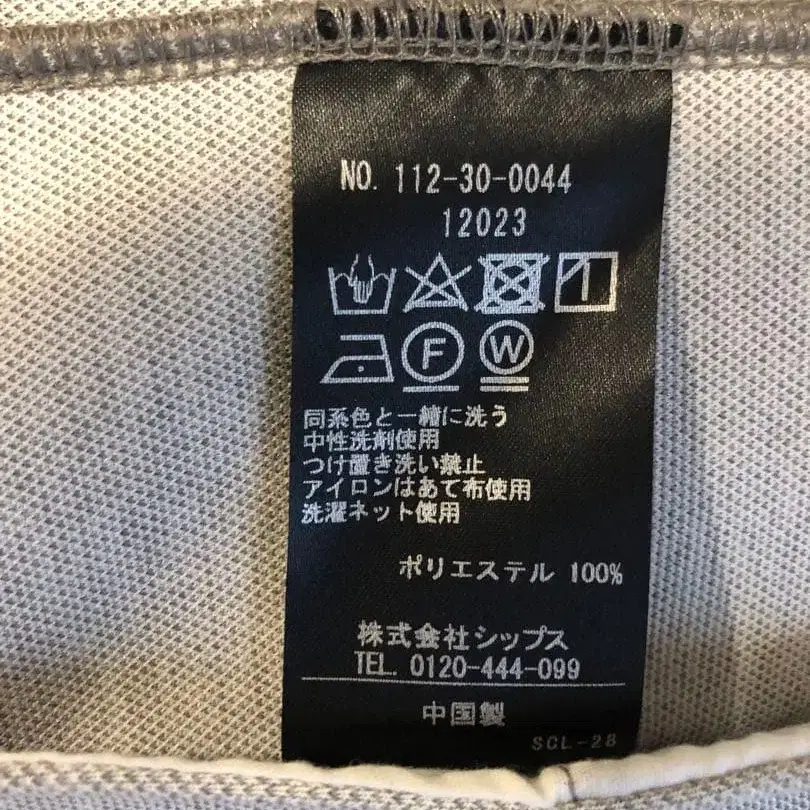 NO. 112-30-0044
12023
F W
同系色と一緒に洗う
中性洗剤使用
つけ置き洗い禁止
アイロンはあて布使用
洗濯ネット使用
ポリエステル 100%
株式会社シップス
TEL. 0120-444-099
中国製
SCL-28